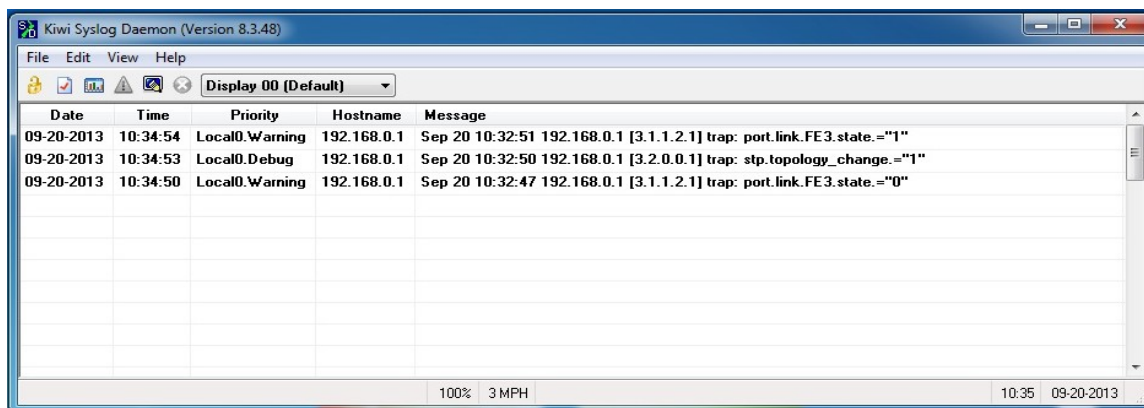 Kiwi Syslog Daemon (Version 8.3.48)
File Edit View Help
Display 00 (Default)
Date Time Priority Hostname Message
09-20-2013 10:34:54 Local0.Warning 192.168.0.1 Sep 20 10:32:51 192.168.0.1 [3.1.1.2.1] trap: port.link.FE3.state.="1"
09-20-2013 10:34:53 Local0.Debug 192.168.0.1 Sep 20 10:32:50 192.168.0.1 [3.2.0.0.1] trap: stp.topology_change.="1"
09-20-2013 10:34:50 Local0.Warning 192.168.0.1 Sep 20 10:32:47 192.168.0.1 [3.1.1.2.1] trap: port.link.FE3.state.="0"
100% 3 MPH 10:35 09-20-2013